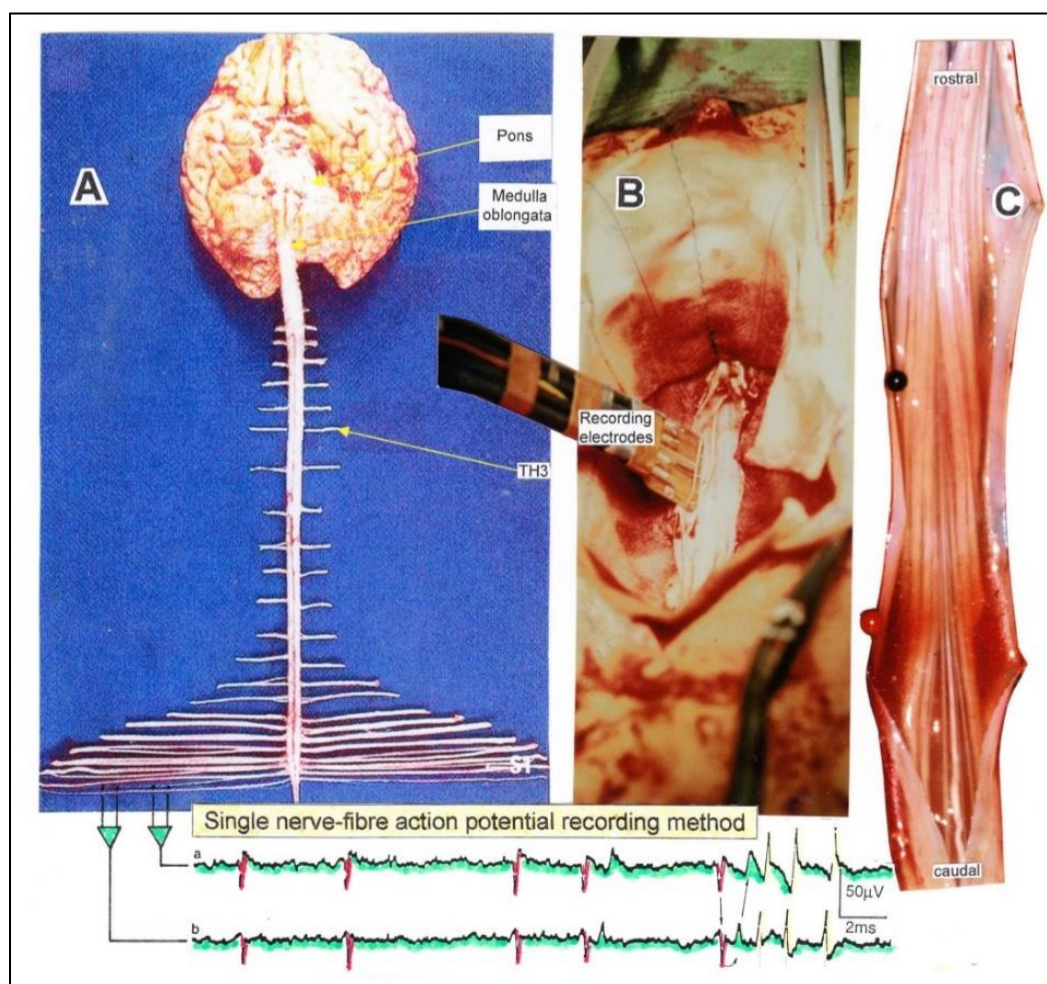 A
Pons
Medulla
oblongata
TH3
S1
B
Recording
electrodes
rostral
C
caudal
Single nerve-fibre action potential recording method
a
50µV
b
2ms